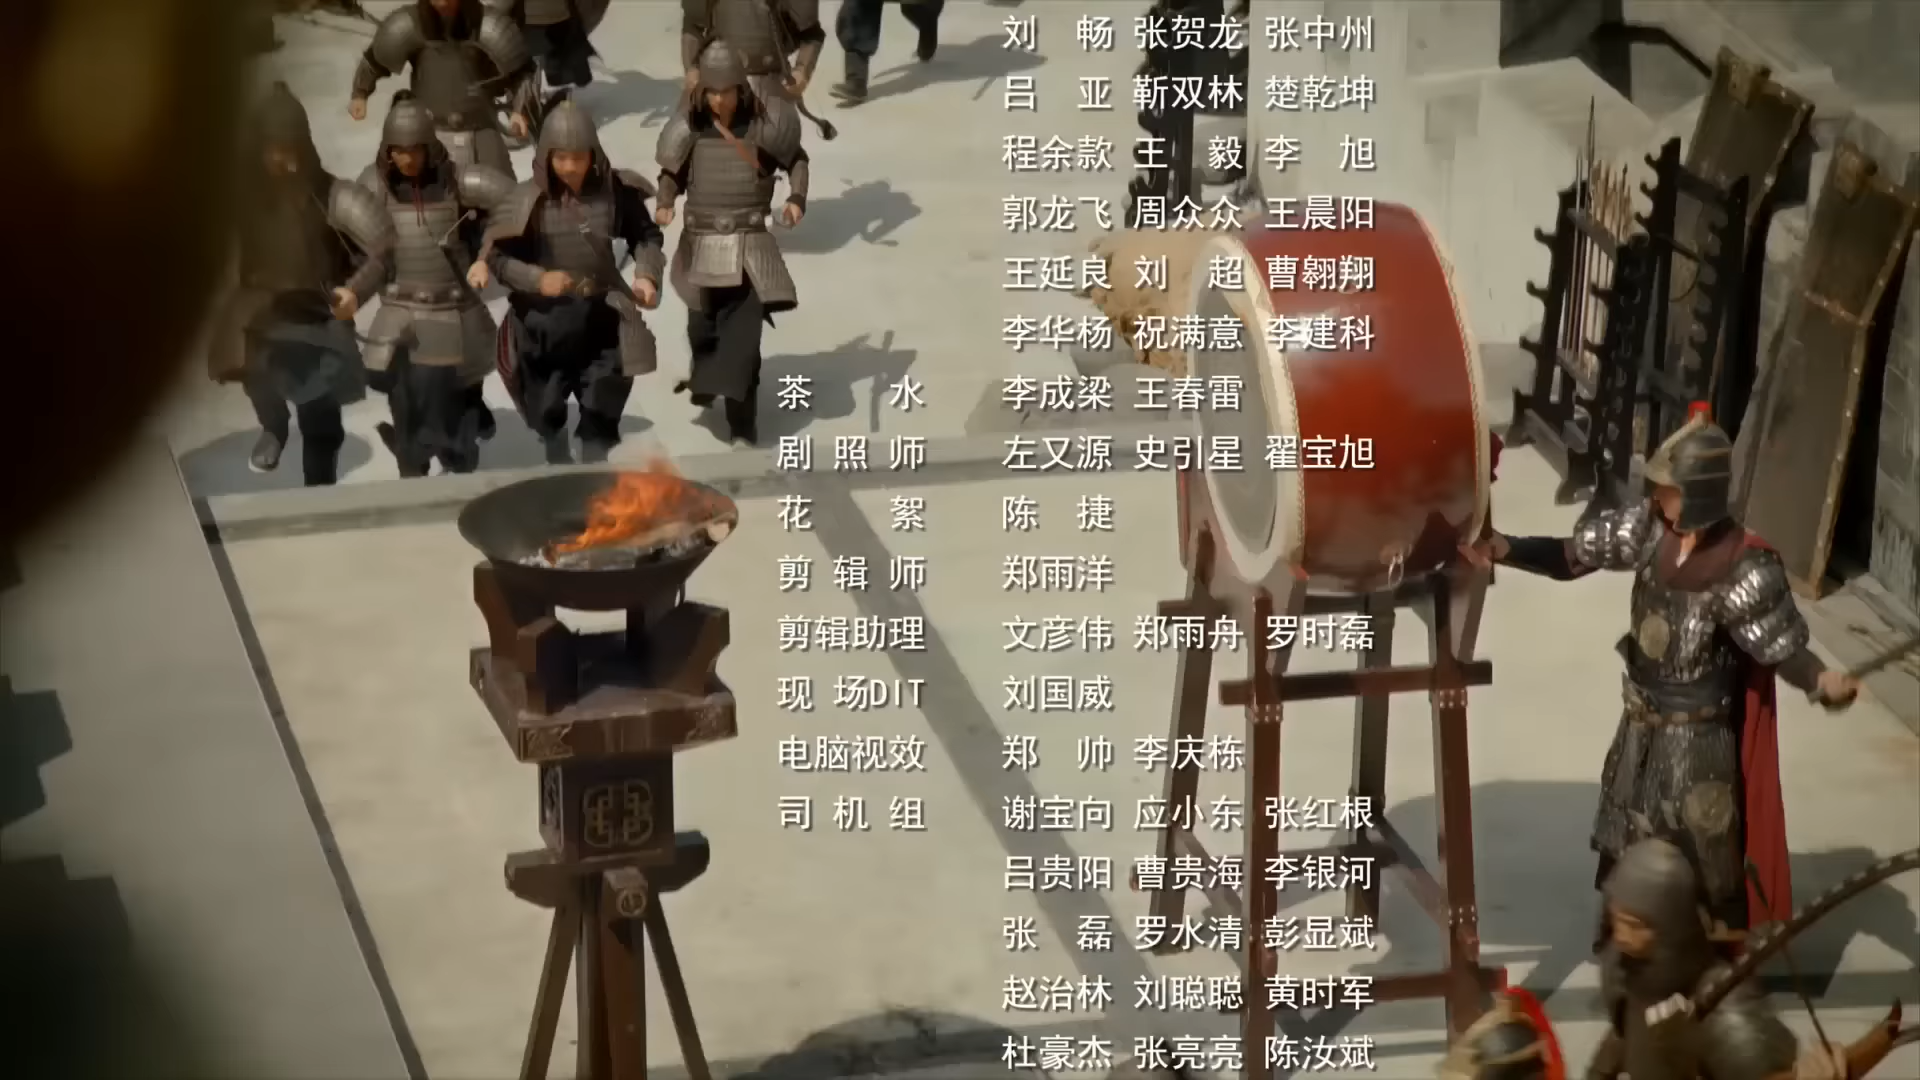 刘　畅 张贺龙 张中州
吕　亚 靳双林 楚乾坤
程余款 王　毅 李　旭
郭龙飞 周众众 王晨阳
王延良 刘　超 曹翱翔
李华杨 祝满意 李建科
茶　水 李成梁 王春雷
剧照师 左又源 史引星 翟宝旭
花　絮 陈　捷
剪辑师 郑雨洋
剪辑助理 文彦伟 郑雨舟 罗时磊
现场DIT 刘国威
电脑视效 郑　帅 李庆栋
司机组 谢宝向 应小东 张红根
吕贵阳 曹贵海 李银河
张　磊 罗水清 彭显斌
赵治林 刘聪聪 黄时军
杜豪杰 张亮亮 陈汝斌